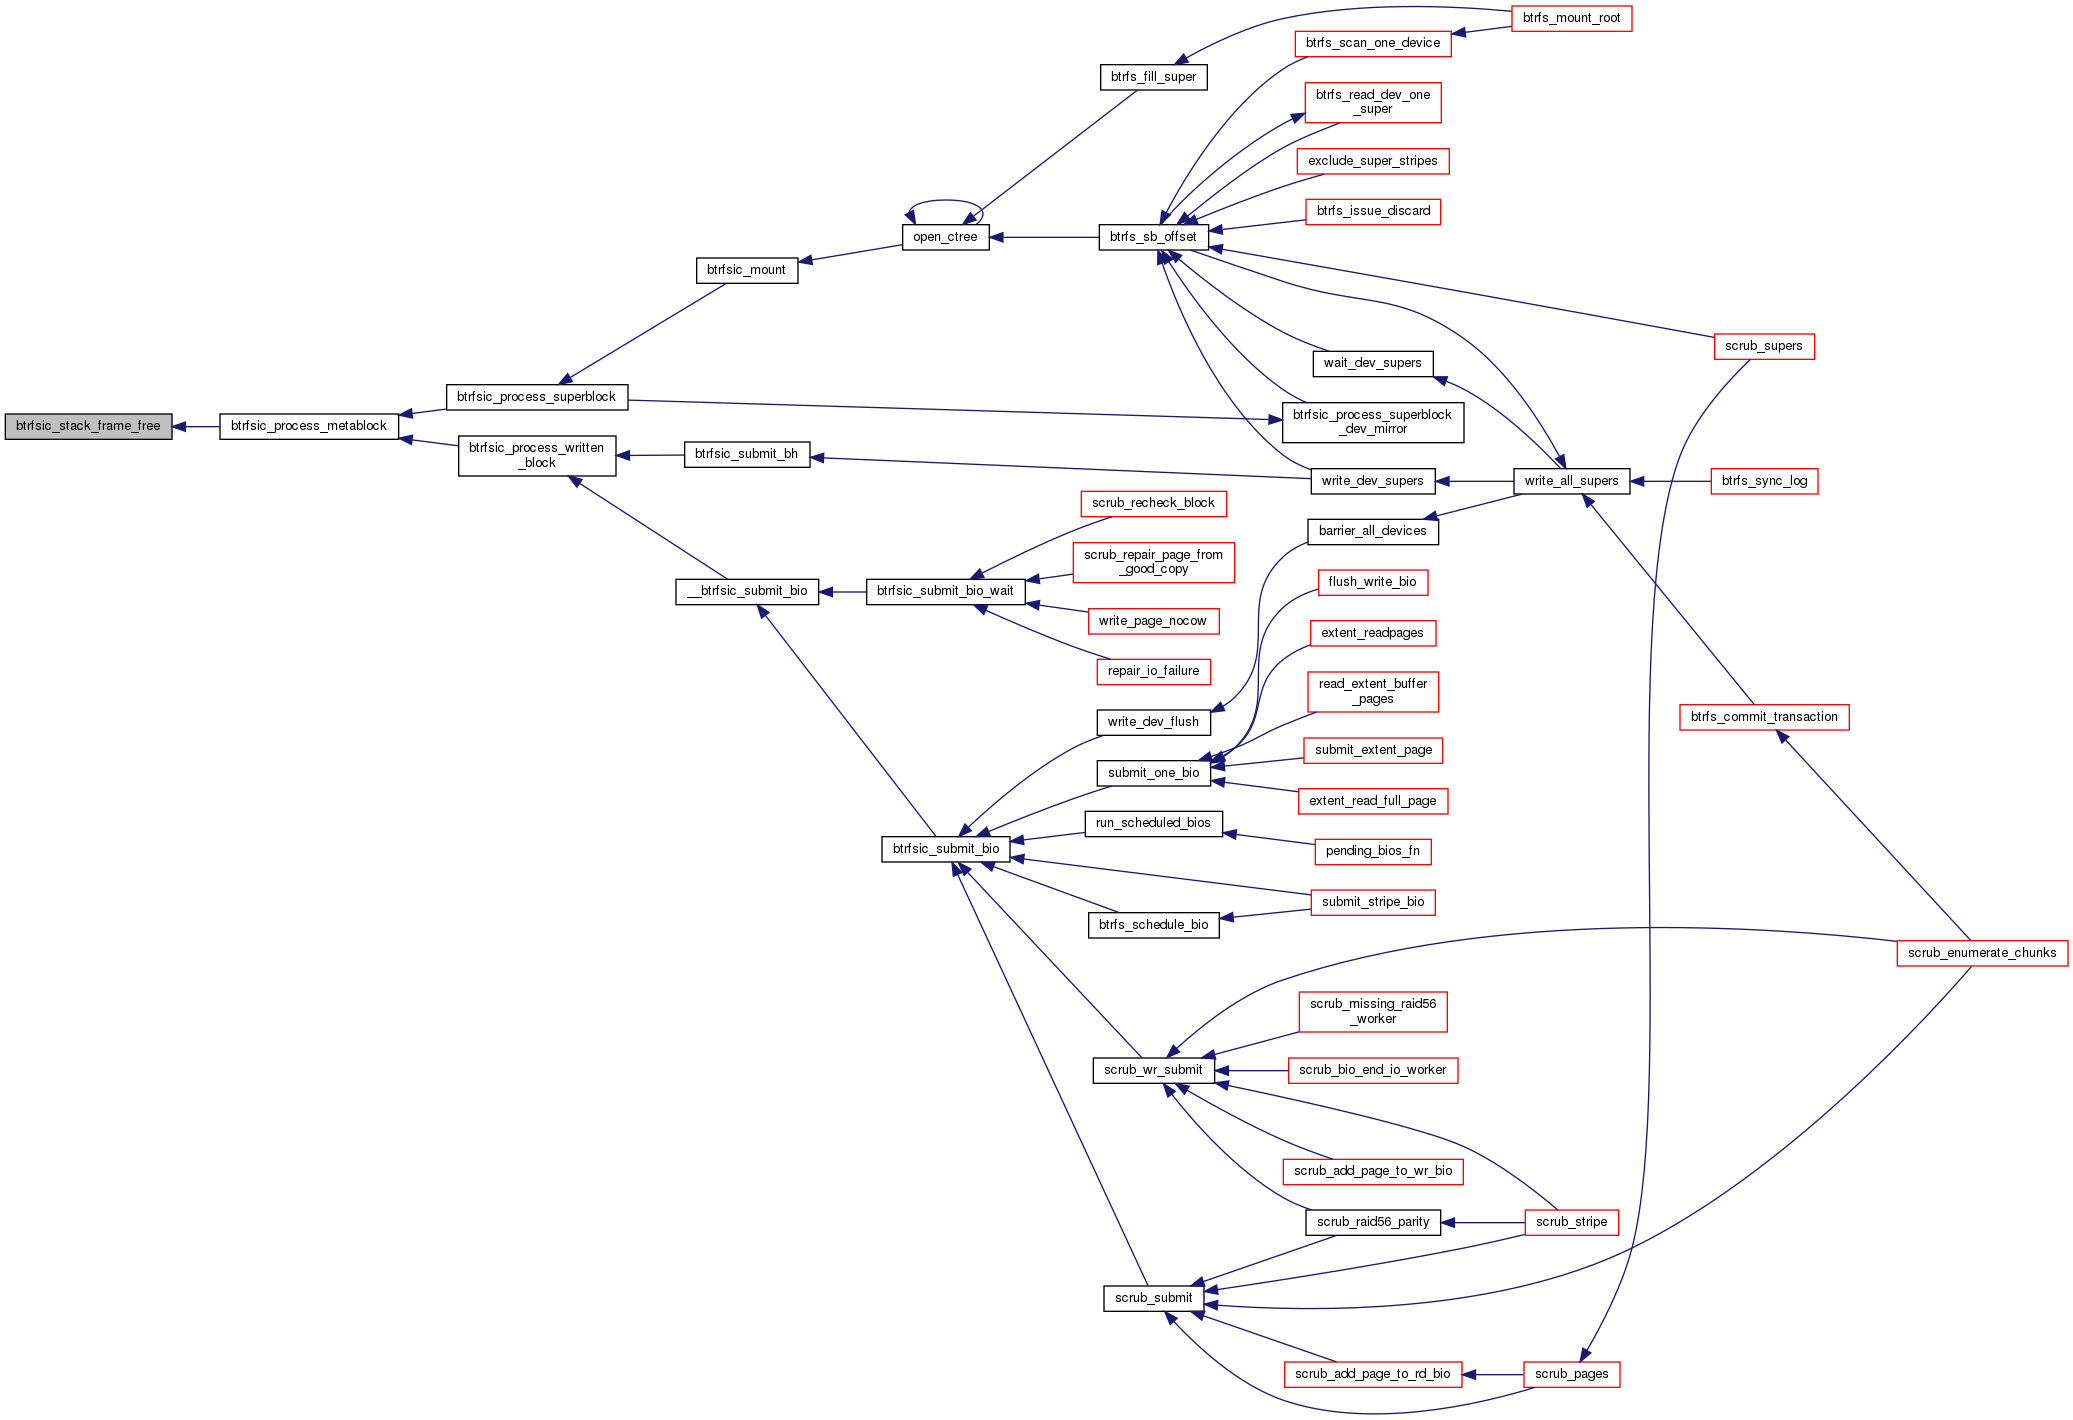 btrfs_mount_root
btrfs_scan_one_device
btrfs_fill_super
btrfs_read_dev_one
_super
exclude_super_stripes
btrfs_issue_discard
open_ctree
btrfs_sb_offset
btrfsic_mount
scrub_supers
wait_dev_supers
btrfsic_process_superblock
btrfsic_process_superblock
_dev_mirror
btrfsic_stack_frame_free
btrfsic_process_metablock
btrfsic_process_written
_block
btrfsic_submit_bh
write_dev_supers
write_all_supers
btrfs_sync_log
scrub_recheck_block
barrier_all_devices
scrub_repair_page_from
_good_copy
flush_write_bio
__btrfsic_submit_bio
btrfsic_submit_bio_wait
write_page_nocow
extent_readpages
repair_io_failure
read_extent_buffer
_pages
write_dev_flush
btrfs_commit_transaction
submit_extent_page
submit_one_bio
extent_read_full_page
run_scheduled_bios
btrfsic_submit_bio
pending_bios_fn
submit_stripe_bio
btrfs_schedule_bio
scrub_enumerate_chunks
scrub_missing_raid56
_worker
scrub_wr_submit
scrub_bio_end_io_worker
scrub_add_page_to_wr_bio
scrub_raid56_parity
scrub_stripe
scrub_submit
scrub_add_page_to_rd_bio
scrub_pages